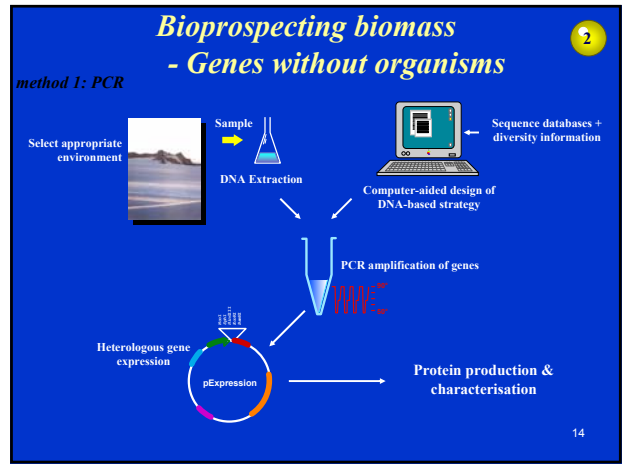 Bioprospecting biomass
- Genes without organisms
2
method 1: PCR
Select appropriate
environment
Sample
DNA Extraction
Sequence databases +
diversity information
Computer-aided design of
DNA-based strategy
PCR amplification of genes
Heterologous gene
expression
pExpression
Protein production &
characterisation
14